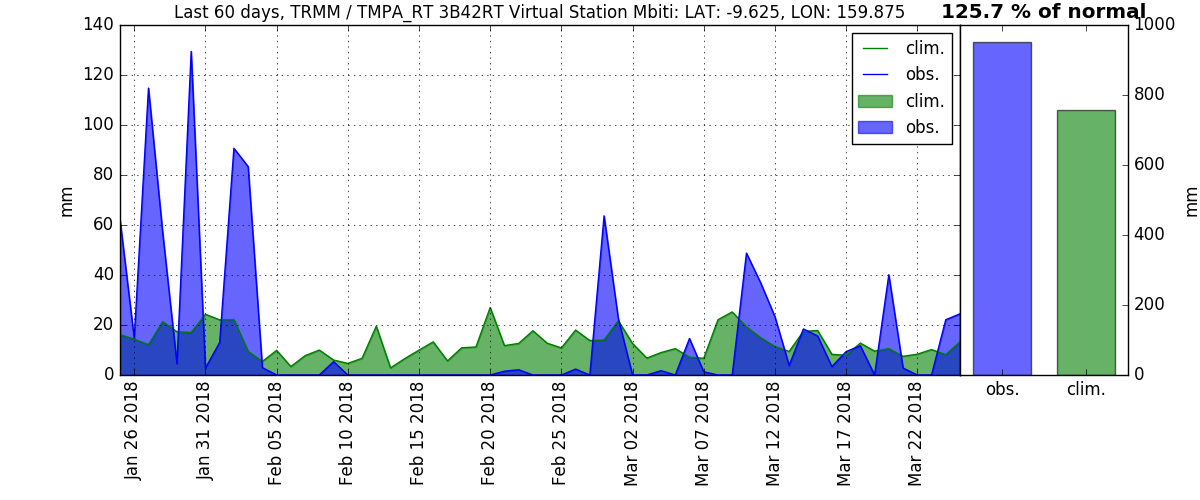 Last 60 days, TRMM / TMPA_RT 3B42RT Virtual Station Mbiti: LAT: -9.625, LON: 159.875
125.7 % of normal
140
120
100
80
60
40
20
0
mm
clim.
obs.
clim.
obs.
Jan 26 2018
Jan 31 2018
Feb 05 2018
Feb 10 2018
Feb 15 2018
Feb 20 2018
Feb 25 2018
Mar 02 2018
Mar 07 2018
Mar 12 2018
Mar 17 2018
Mar 22 2018
1000
800
600
400
200
0
mm
obs.
clim.